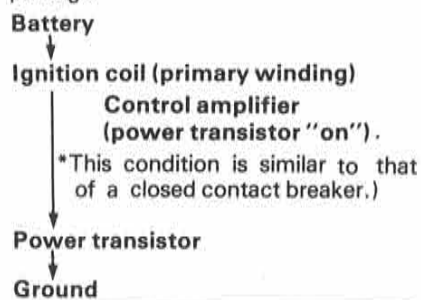 Battery
Ignition coil (primary winding)
Control amplifier
(power transistor "on").
*This condition is similar to that
of a closed contact breaker.)
Power transistor
Ground